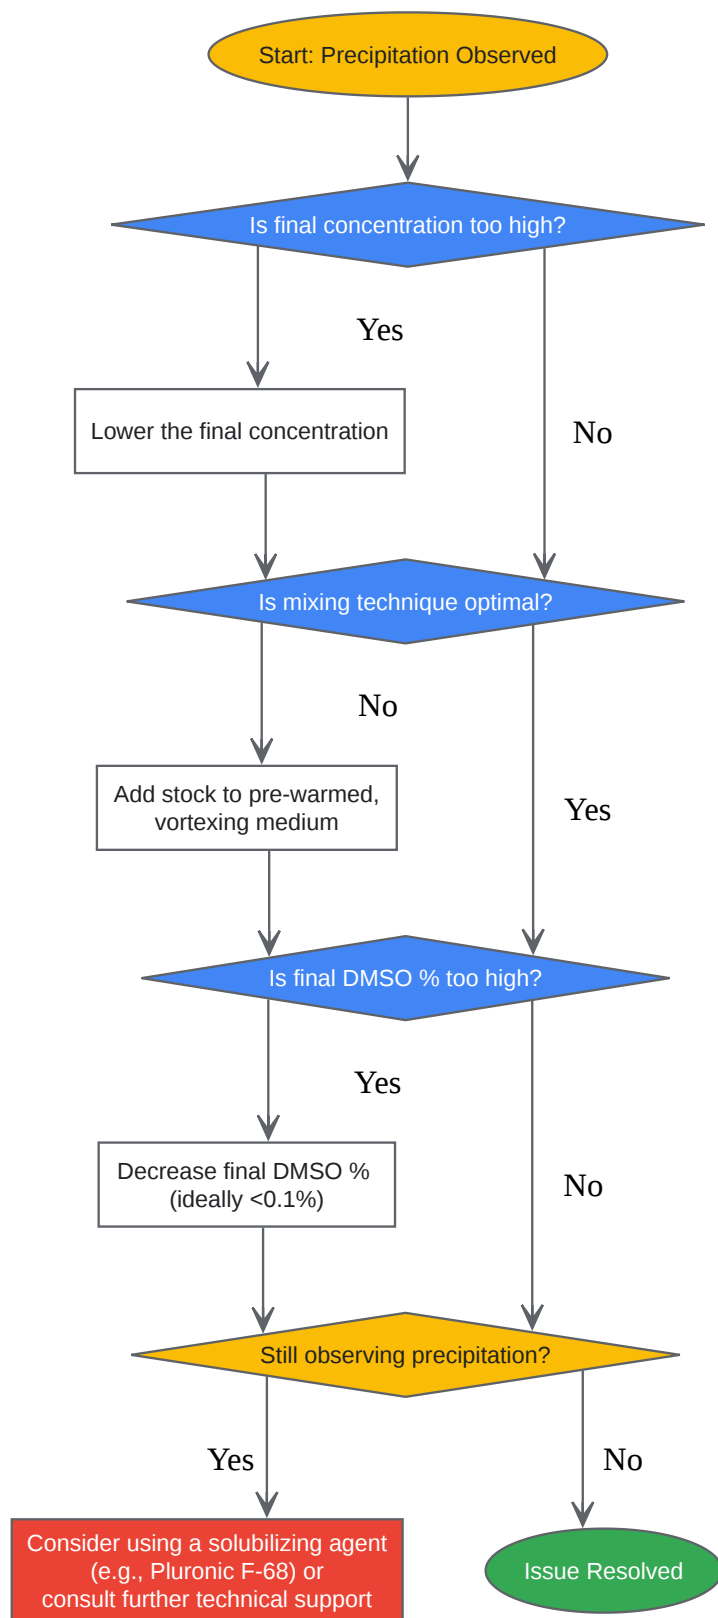 Start: Precipitation Observed
Is final concentration too high?
Yes
Lower the final concentration
No
Is mixing technique optimal?
No
Add stock to pre-warmed,
vortexing medium
Yes
Is final DMSO % too high?
Yes
Decrease final DMSO %
(ideally <0.1%)
No
Still observing precipitation?
Yes
No
Consider using a solubilizing agent
(e.g., Pluronic F-68) or
consult further technical support
Issue Resolved